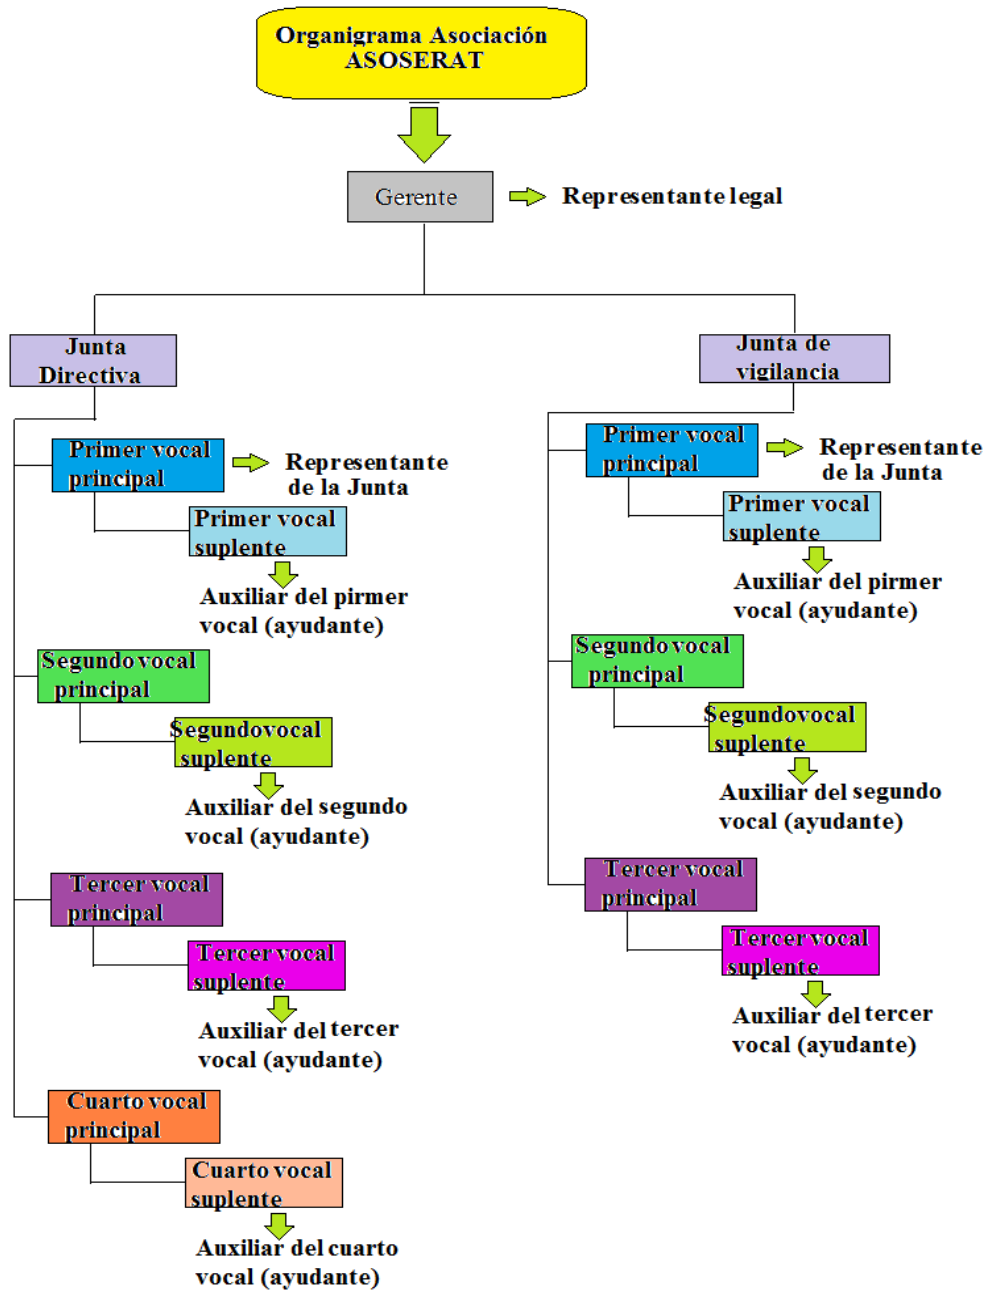 Organigrama Asociación
ASOSERAT
Gerente
Representante legal
Junta
Directiva
Primer vocal
principal
Representante
de la Junta
Primer vocal
suplente
Auxiliar del pirmer
vocal (ayudante)
Segundo vocal
principal
Segundo vocal
suplente
Auxiliar del segundo
vocal (ayudante)
Tercer vocal
principal
Tercer vocal
suplente
Auxiliar del tercer
vocal (ayudante)
Cuarto vocal
principal
Cuarto vocal
suplente
Auxiliar del cuarto
vocal (ayudante)
Junta de
vigilancia
Primer vocal
principal
Representante
de la Junta
Primer vocal
suplente
Auxiliar del pirmer
vocal (ayudante)
Segundo vocal
principal
Segundo vocal
suplente
Auxiliar del segundo
vocal (ayudante)
Tercer vocal
principal
Tercer vocal
suplente
Auxiliar del tercer
vocal (ayudante)